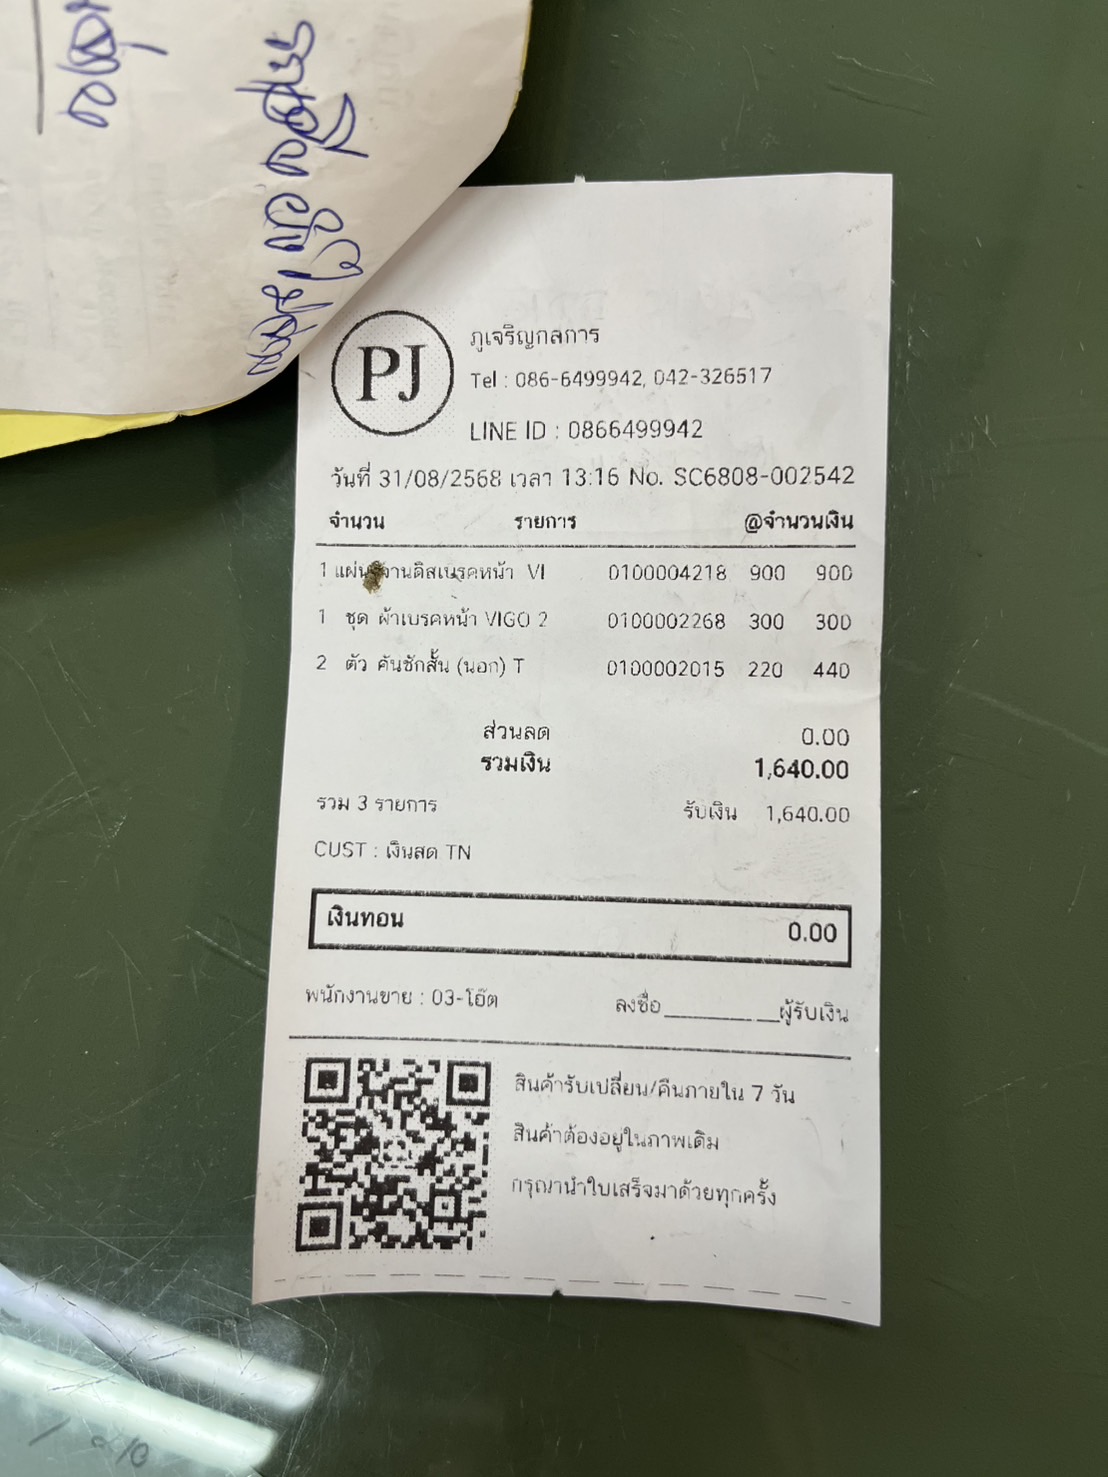 PJ
ภูเจริญกลการ
Tel : 086-6499942, 042-326517
LINE ID : 0866499942
วันที่ 31/08/2568 เวลา 13:16 No. SC6808-002542
จำนวน รายการ @จำนวนเงิน
1 แผ่น จานดิสเบรคหน้า VI 0100004218 900 900
1 ชุด ผ้าเบรคหน้า VIGO 2 0100002268 300 300
2 ตัว คันชักสั้น (นอก) T 0100002015 220 440
ส่วนลด 0.00
รวมเงิน 1,640.00
รวม 3 รายการ รับเงิน 1,640.00
CUST : เงินสด TN
เงินทอน 0.00
พนักงานขาย : 03-โอ๊ต ลงชื่อ__________ผู้รับเงิน
สินค้ารับเปลี่ยน/คืนภายใน 7 วัน
สินค้าต้องอยู่ในภาพเดิม
กรุณานำใบเสร็จมาด้วยทุกครั้ง